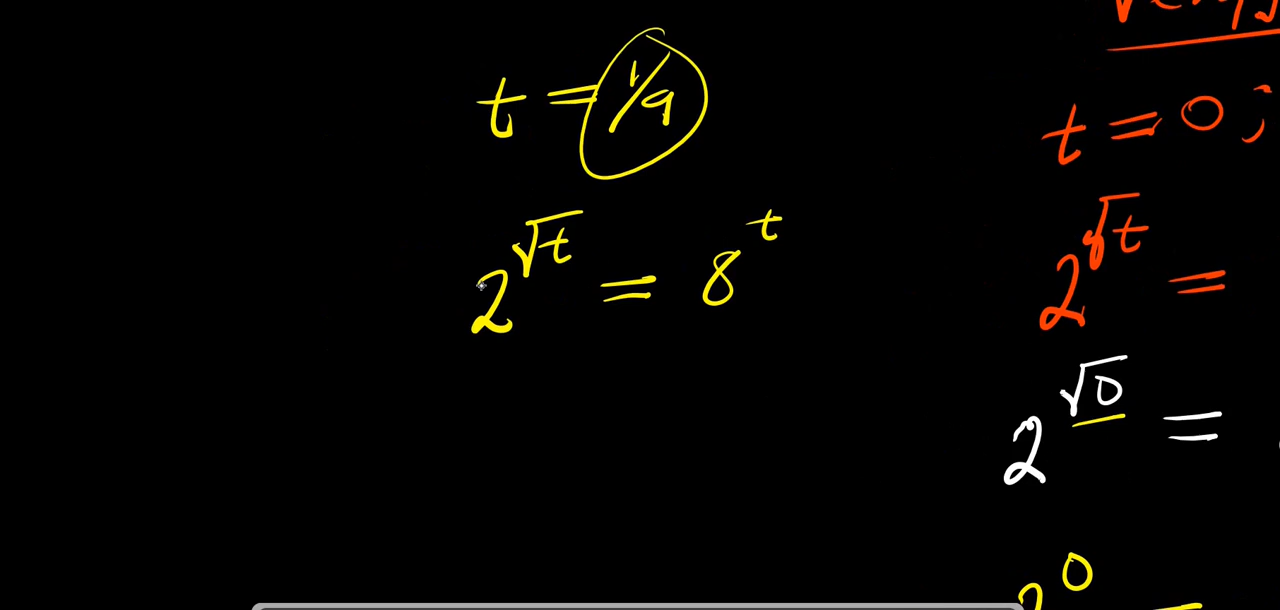 t = 1/9
2^√t = 8^t
t = 0;
2^√t =
2^√0 =
2^0 =